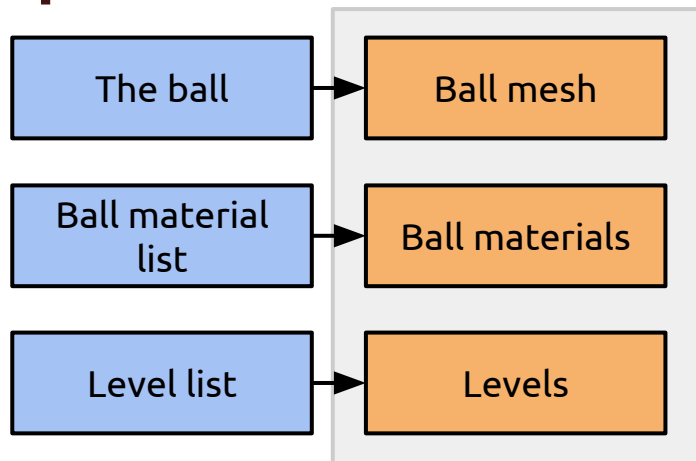 The ball
Ball mesh
Ball material
list
Ball materials
Level list
Levels